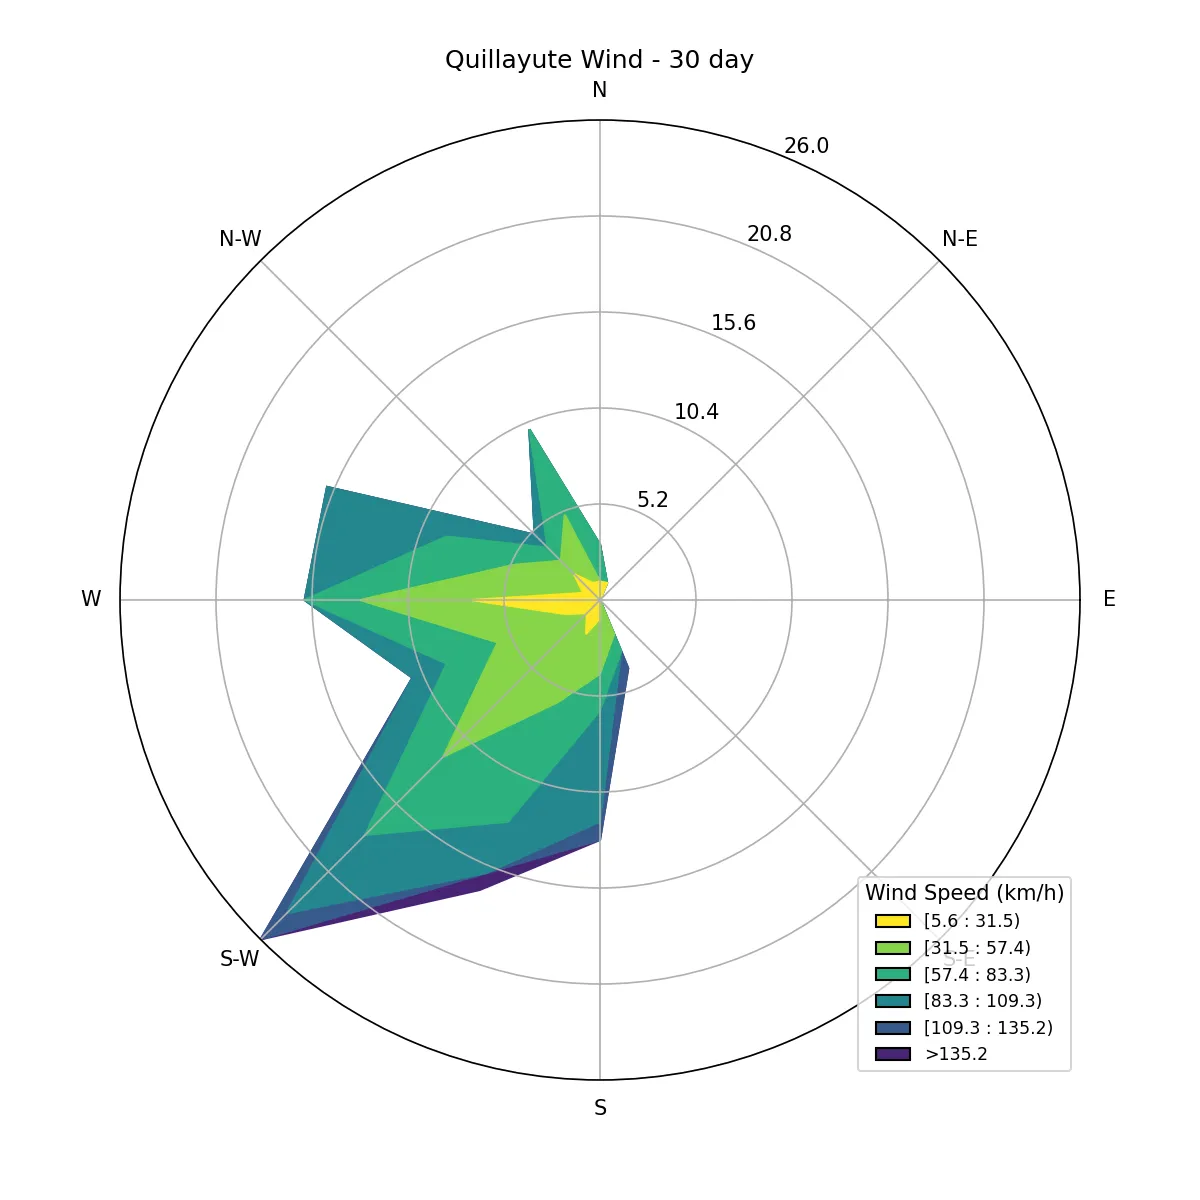 Quillayute Wind - 30 day
N
26.0
N-W
N-E
20.8
15.6
10.4
5.2
W
E
S-W
S-E
Wind Speed (km/h)
[5.6 : 31.5)
[31.5 : 57.4)
[57.4 : 83.3)
[83.3 : 109.3)
[109.3 : 135.2)
>135.2
S